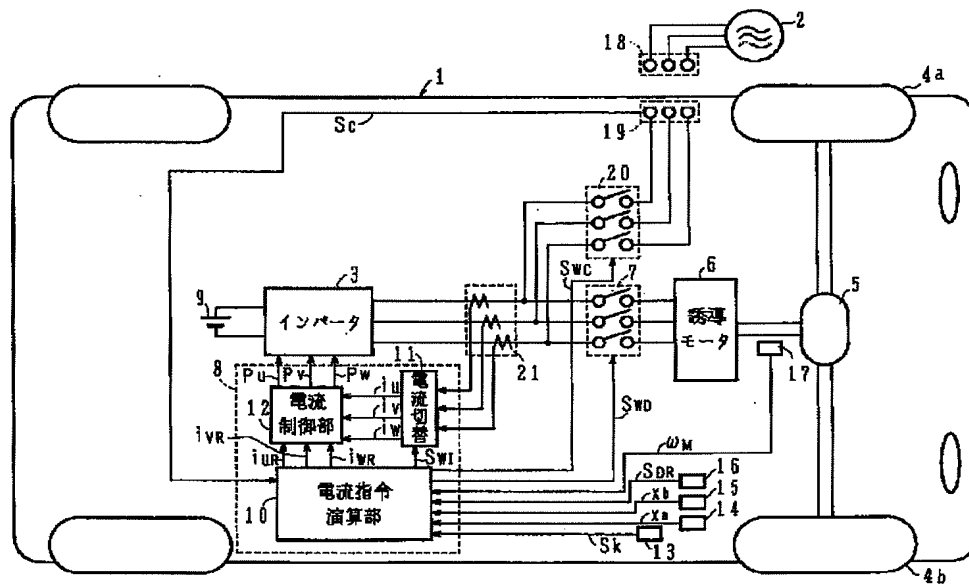 2
18
1
4a
Sc
19
20
SWC
7
6
3
9
インバータ
誘導
モータ
5
11
21
17
8
Pu
Pv
Pw
12
電流
制御部
iu
iv
iw
電流切替
SWD
iVR
iUR
iWR
SWI
ωM
SDR
16
xb
15
xa
14
10
電流指令
演算部
Sk
13
4b